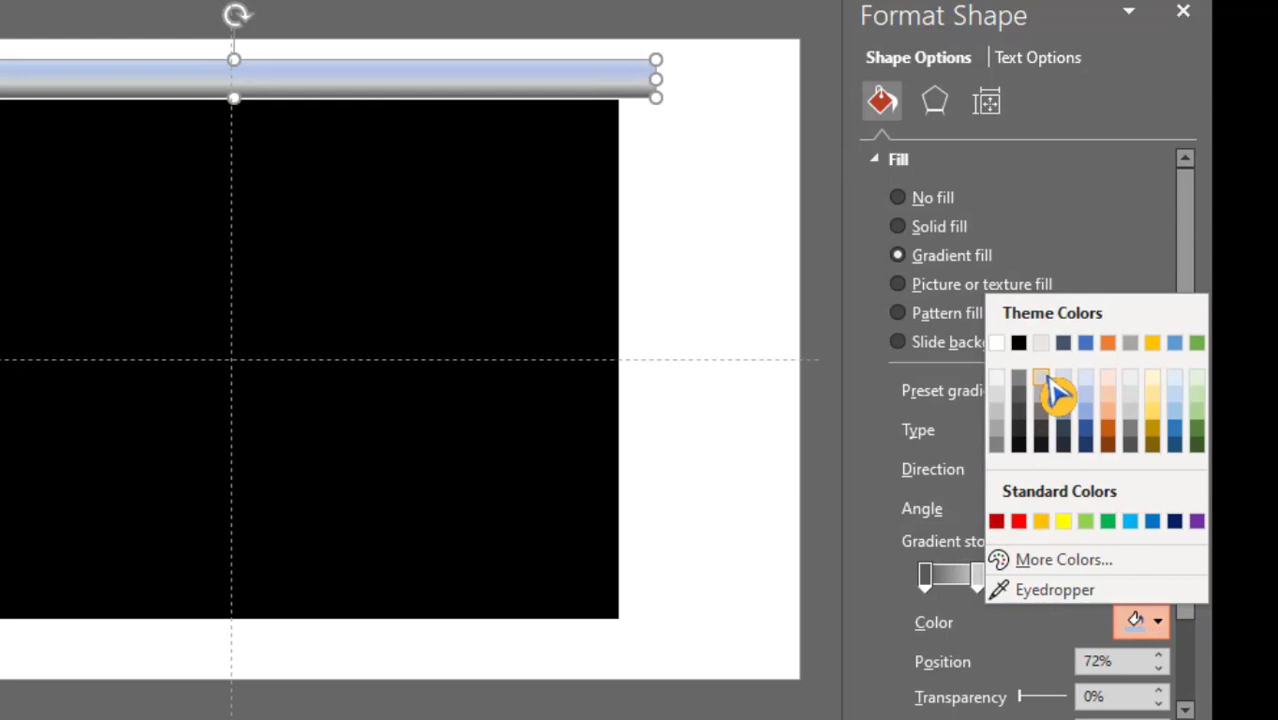 Format Shape
Shape Options
Text Options
Fill
No fill
Solid fill
Gradient fill
Picture or texture fill
Pattern fill
Slide backg
Theme Colors
Preset gradi
Type
Direction
Standard Colors
Angle
Gradient sto
More Colors...
Eyedropper
Color
Position
72%
Transparency
0%